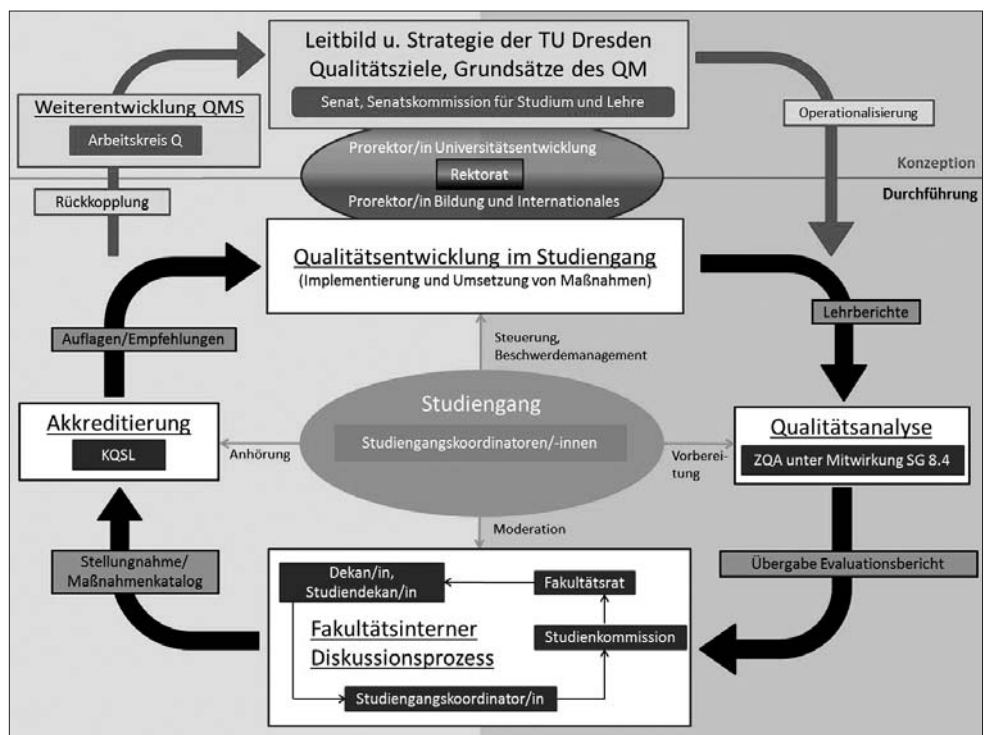 Leitbild u. Strategie der TU Dresden
Qualitätsziele, Grundsätze des QM
Senat, Senatskommission für Studium und Lehre
Weiterentwicklung QMS
Arbeitskreis Q
Operationalisierung
Prorektor/in Universitätsentwicklung
Rektorat
Prorektor/in Bildung und Internationales
Konzeption
Durchführung
Rückkopplung
Qualitätsentwicklung im Studiengang
(Implementierung und Umsetzung von Maßnahmen)
Auflagen/Empfehlungen
Lehrberichte
Steuerung,
Beschwerdemanagement
Akkreditierung
KQSL
Anhörung
Studiengang
Studiengangskoordinatoren/-innen
Vorberei-
tung
Qualitätsanalyse
ZQA unter Mitwirkung SG 8.4
Moderation
Stellungnahme/
Maßnahmenkatalog
Übergabe Evaluationsbericht
Dekan/in,
Studiendekan/in
Fakultätsrat
Fakultätsinterner
Diskussionsprozess
Studienkommission
Studiengangskoordinator/in